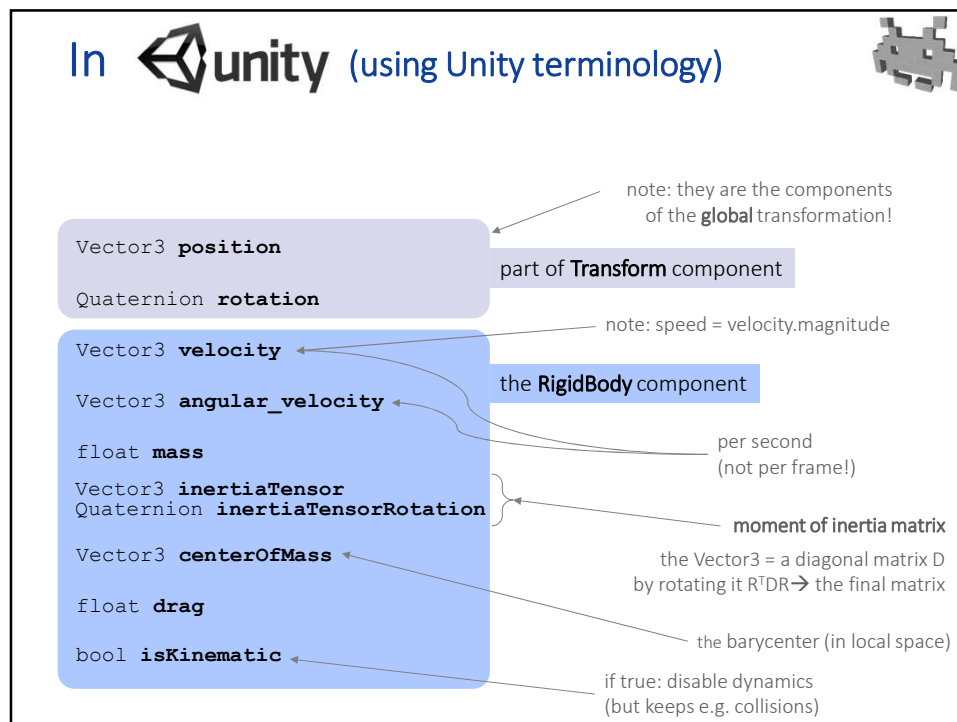 In unity (using Unity terminology)
note: they are the components
of the global transformation!
Vector3 position
part of Transform component
Quaternion rotation
note: speed = velocity.magnitude
Vector3 velocity
the RigidBody component
Vector3 angular_velocity
per second
(not per frame!)
float mass
Vector3 inertiaTensor
Quaternion inertiaTensorRotation
moment of inertia matrix
Vector3 centerOfMass
the Vector3 = a diagonal matrix D
by rotating it RᵀDR→ the final matrix
float drag
the barycenter (in local space)
bool isKinematic
if true: disable dynamics
(but keeps e.g. collisions)